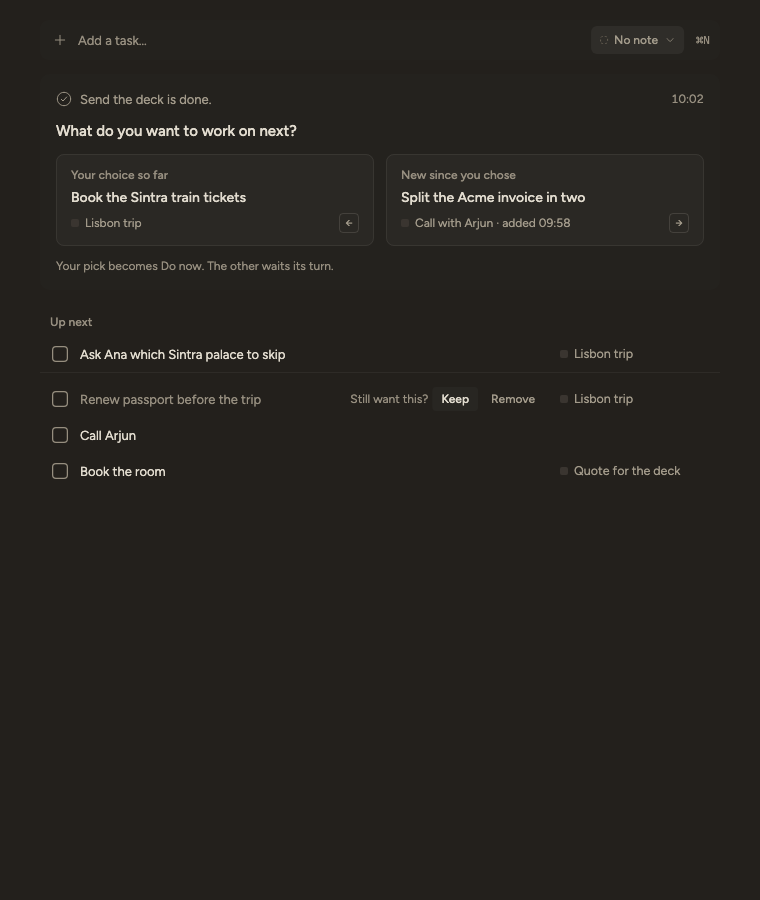 Add a task...
No note
⌘N
Send the deck is done.
10:02
What do you want to work on next?
Your choice so far
Book the Sintra train tickets
Lisbon trip
New since you chose
Split the Acme invoice in two
Call with Arjun · added 09:58
Your pick becomes Do now. The other waits its turn.
Up next
Ask Ana which Sintra palace to skip
Lisbon trip
Renew passport before the trip
Still want this? Keep Remove
Lisbon trip
Call Arjun
Book the room
Quote for the deck